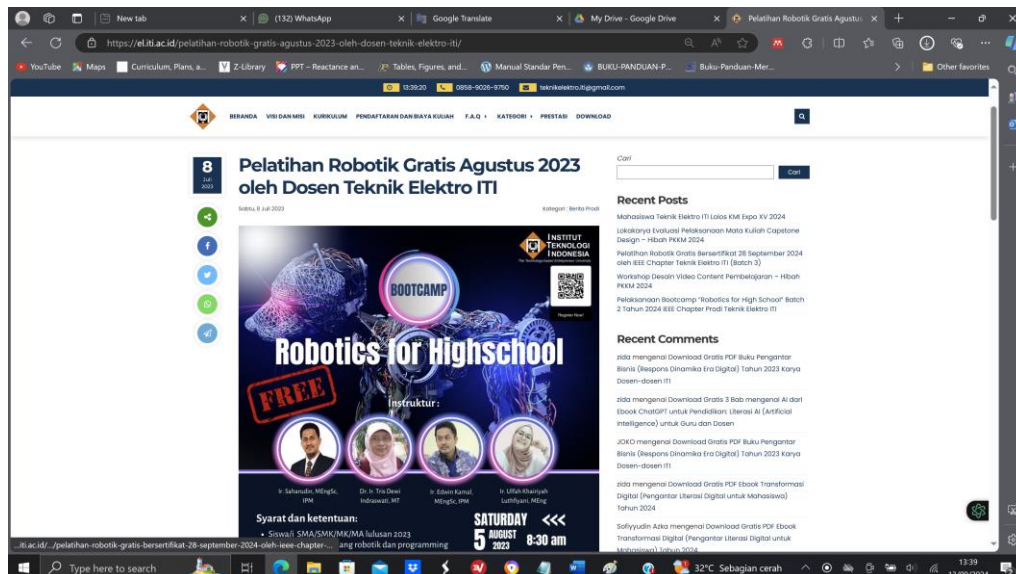 New tab
(132) WhatsApp
Google Translate
My Drive - Google Drive
Pelatihan Robotik Gratis Agustus
https://el.iti.ac.id/pelatihan-robotik-gratis-agustus-2023-oleh-dosen-teknik-elektro-iti/
YouTube
Maps
Curriculum, Plans, a...
Z-Library
PPT – Reactance an...
Tables, Figures, and...
Manual Standar Pen...
BUKU-PANDUAN-P...
Buku-Panduan-Mer...
Other favorites
13:39:20
0858-9026-9750
teknikelektro.iti@gmail.com
BERANDA VISI DAN MISI KURIKULUM PENDAFTARAN DAN BIAYA KULIAH F.A.Q KATEGORI PRESTASI DOWNLOAD
8
Juli
2023
Pelatihan Robotik Gratis Agustus 2023
oleh Dosen Teknik Elektro ITI
Sabtu, 8 Juli 2023
Kategori : Berita Prodi
INSTITUT
TEKNOLOGI
INDONESIA
Register Now!
BOOTCAMP
Robotics for Highschool
FREE
Instruktur :
Ir. Saharudin, MEngSc,
IPM
Dr. Ir. Tris Dewi
Indraswati, MT
Ir. Edwin Kamal,
MEngSc, IPM
Ir. Ulfah Khairiyah
Luthfiyani, MEng
Syarat dan ketentuan:
• Siswa/i SMA/SMK/MK/MA lulusan 2023
ang robotik dan programming
SATURDAY <<<
5 AUGUST 2023 8:30 am
Cari
Cari
Recent Posts
Mahasiswa Teknik Elektro ITI Lolos KMI Expo XV 2024
Lokakarya Evaluasi Pelaksanaan Mata Kuliah Capstone
Design – Hibah PKKM 2024
Pelatihan Robotik Gratis Bersertifikat 28 September 2024
oleh IEEE Chapter Teknik Elektro ITI (Batch 3)
Workshop Desain Video Content Pembelajaran – Hibah
PKKM 2024
Pelaksanaan Bootcamp "Robotics for High School" Batch
2 Tahun 2024 IEEE Chapter Prodi Teknik Elektro ITI
Recent Comments
zida mengenai Download Gratis PDF Buku Pengantar
Bisnis (Respons Dinamika Era Digital) Tahun 2023 Karya
Dosen-dosen ITI
zida mengenai Download Gratis 3 Bab mengenai AI dari
Ebook ChatGPT untuk Pendidikan: Literasi AI (Artificial
Intelligence) untuk Guru dan Dosen
JOKO mengenai Download Gratis PDF Buku Pengantar
Bisnis (Respons Dinamika Era Digital) Tahun 2023 Karya
Dosen-dosen ITI
zida mengenai Download Gratis PDF Ebook Transformasi
Digital (Pengantar Literasi Digital untuk Mahasiswa)
Tahun 2024
Sofiyyudin Azka mengenai Download Gratis PDF Ebook
Transformasi Digital (Pengantar Literasi Digital untuk
Mahasiswa) Tahun 2024
...iti.ac.id/.../pelatihan-robotik-gratis-bersertifikat-28-september-2024-oleh-ieee-chapter-...
Type here to search
32°C Sebagian cerah
13:39